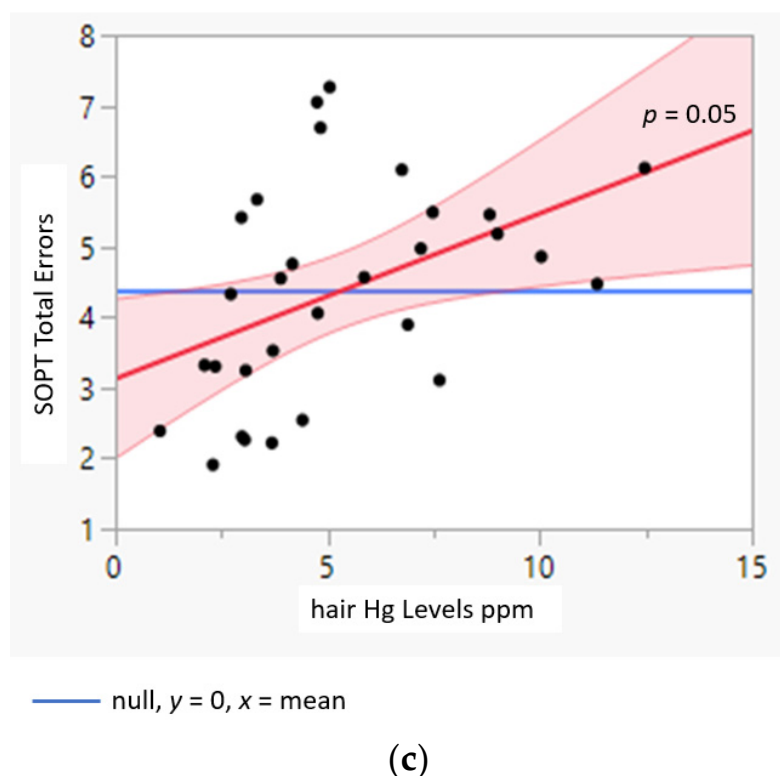 8
7
p = 0.05
6
5
4
3
2
1
SOPT Total Errors
0 5 10 15
hair Hg Levels ppm
null, y = 0, x = mean
(c)